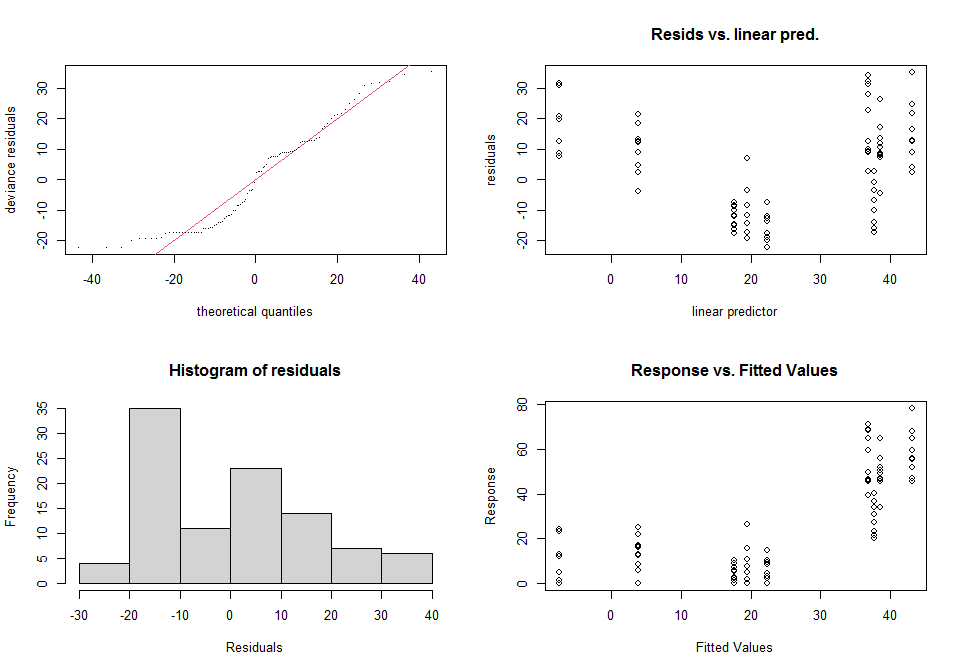 deviance residuals
-20 -10 0 10 20 30
-40 -20 0 20 40
theoretical quantiles
Resids vs. linear pred.
residuals
-20 -10 0 10 20 30
0 10 20 30 40
linear predictor
Histogram of residuals
Frequency
0 5 10 15 20 25 30 35
-30 -20 -10 0 10 20 30 40
Residuals
Response vs. Fitted Values
Response
0 20 40 60 80
0 10 20 30 40
Fitted Values